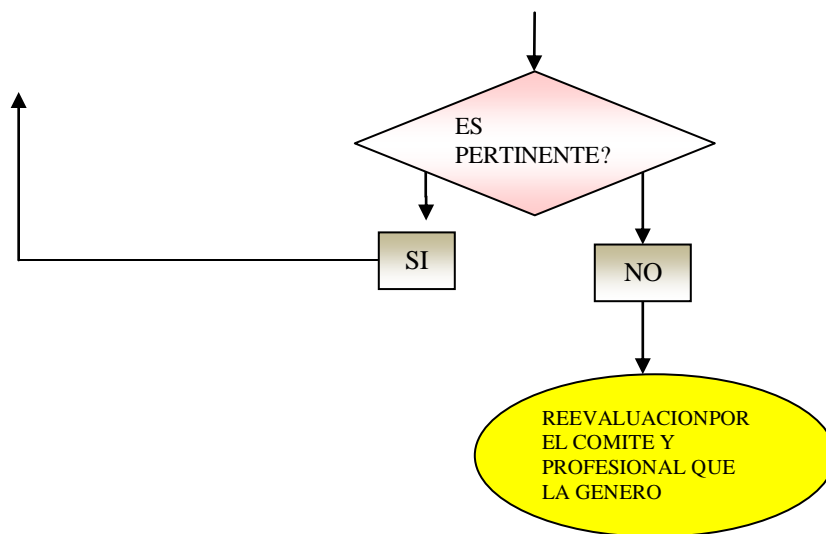 ES
PERTINENTE?
SI
NO
REEVALUACIONPOR
EL COMITE Y
PROFESIONAL QUE
LA GENERO